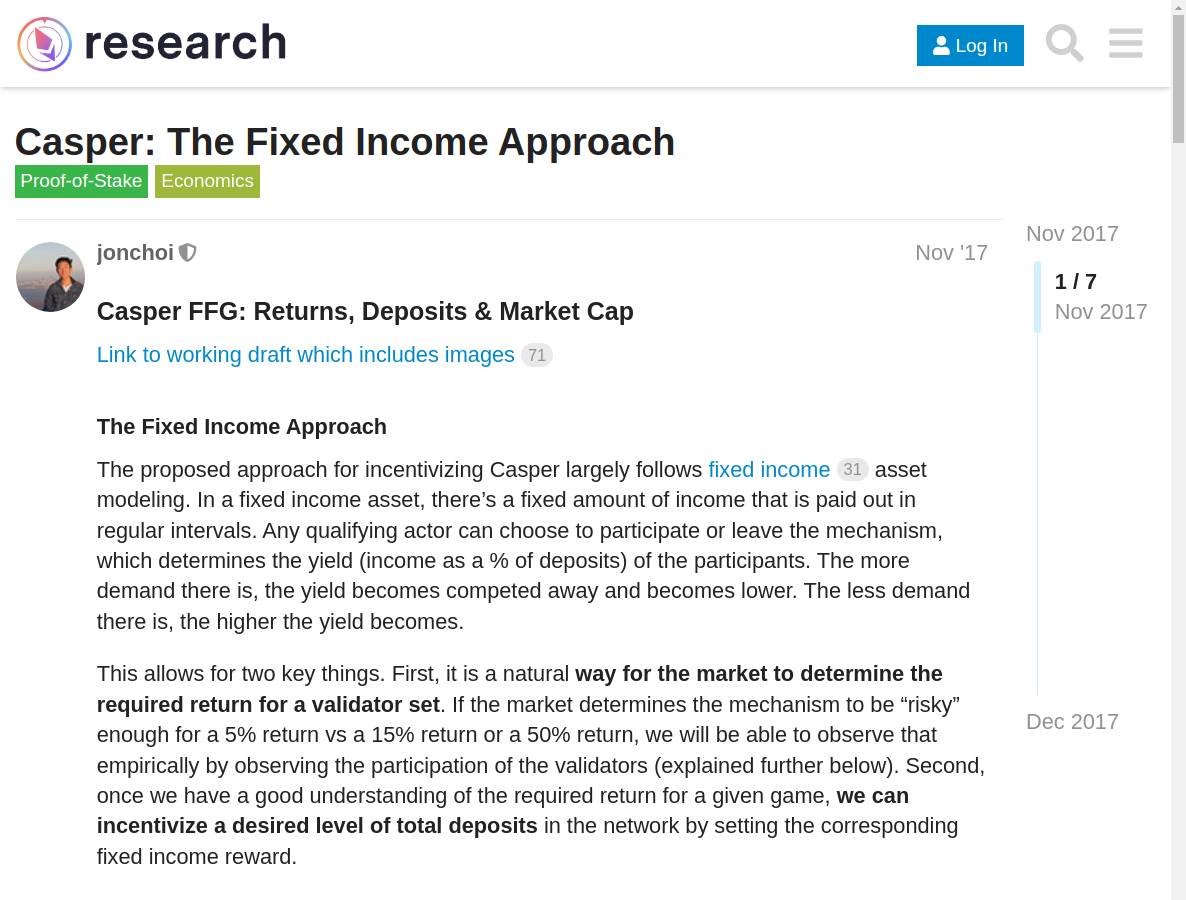 research
Log In
Casper: The Fixed Income Approach
Proof-of-Stake Economics
Nov 2017
jonchoi Nov '17
1 / 7
Nov 2017
Casper FFG: Returns, Deposits & Market Cap
Link to working draft which includes images 71
The Fixed Income Approach
The proposed approach for incentivizing Casper largely follows fixed income 31 asset
modeling. In a fixed income asset, there’s a fixed amount of income that is paid out in
regular intervals. Any qualifying actor can choose to participate or leave the mechanism,
which determines the yield (income as a % of deposits) of the participants. The more
demand there is, the yield becomes competed away and becomes lower. The less demand
there is, the higher the yield becomes.
This allows for two key things. First, it is a natural way for the market to determine the
required return for a validator set. If the market determines the mechanism to be “risky”
enough for a 5% return vs a 15% return or a 50% return, we will be able to observe that
empirically by observing the participation of the validators (explained further below). Second,
once we have a good understanding of the required return for a given game, we can
incentivize a desired level of total deposits in the network by setting the corresponding
fixed income reward.
Dec 2017